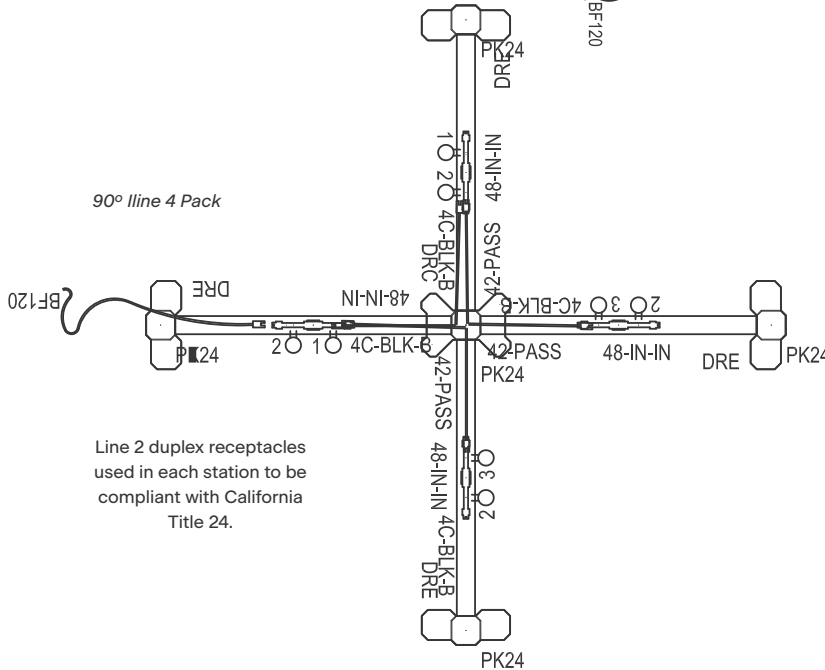 BF120
PK24
DRE
1
2
48-IN-IN
4C-BLK-B
DRC
42-PASS
90º Iline 4 Pack
BF120
DRE
48-IN-IN
PK24
2
1
4C-BLK-B
4C-BLK-B
3
2
42-PASS
48-IN-IN
DRE
PK24
PK24
42-PASS
Line 2 duplex receptacles
used in each station to be
compliant with California
Title 24.
48-IN-IN
3
2
4C-BLK-B
DRE
PK24